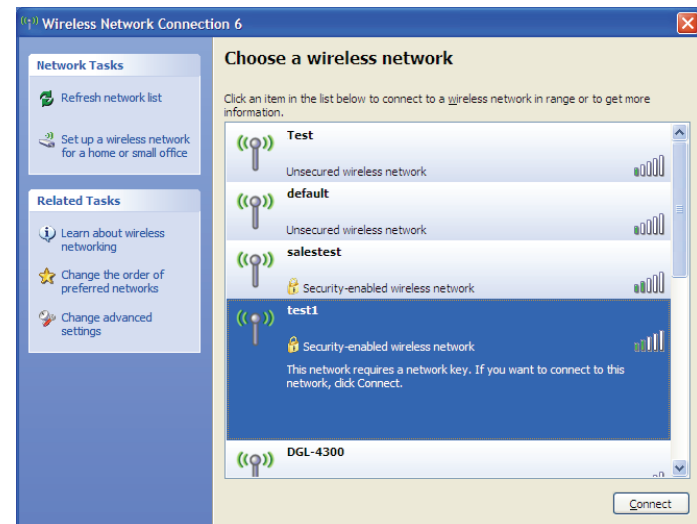 Wireless Network Connection 6
Network Tasks
Refresh network list
Set up a wireless network
for a home or small office
Related Tasks
Learn about wireless
networking
Change the order of
preferred networks
Change advanced
settings
Choose a wireless network
Click an item in the list below to connect to a wireless network in range or to get more
information.
Test
Unsecured wireless network
default
Unsecured wireless network
salestest
Security-enabled wireless network
test1
Security-enabled wireless network
This network requires a network key. If you want to connect to this
network, click Connect.
DGL-4300
Connect